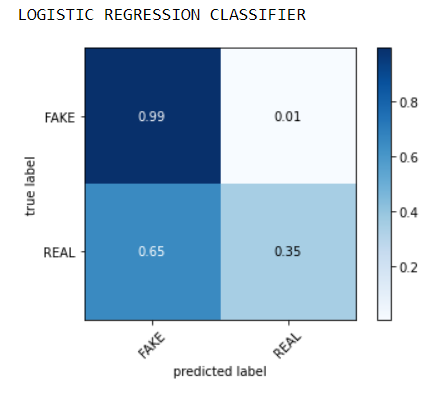 LOGISTIC REGRESSION CLASSIFIER
FAKE
0.99
0.01
0.8
0.6
true label
0.4
REAL
0.65
0.35
0.2
FAKE
REAL
predicted label